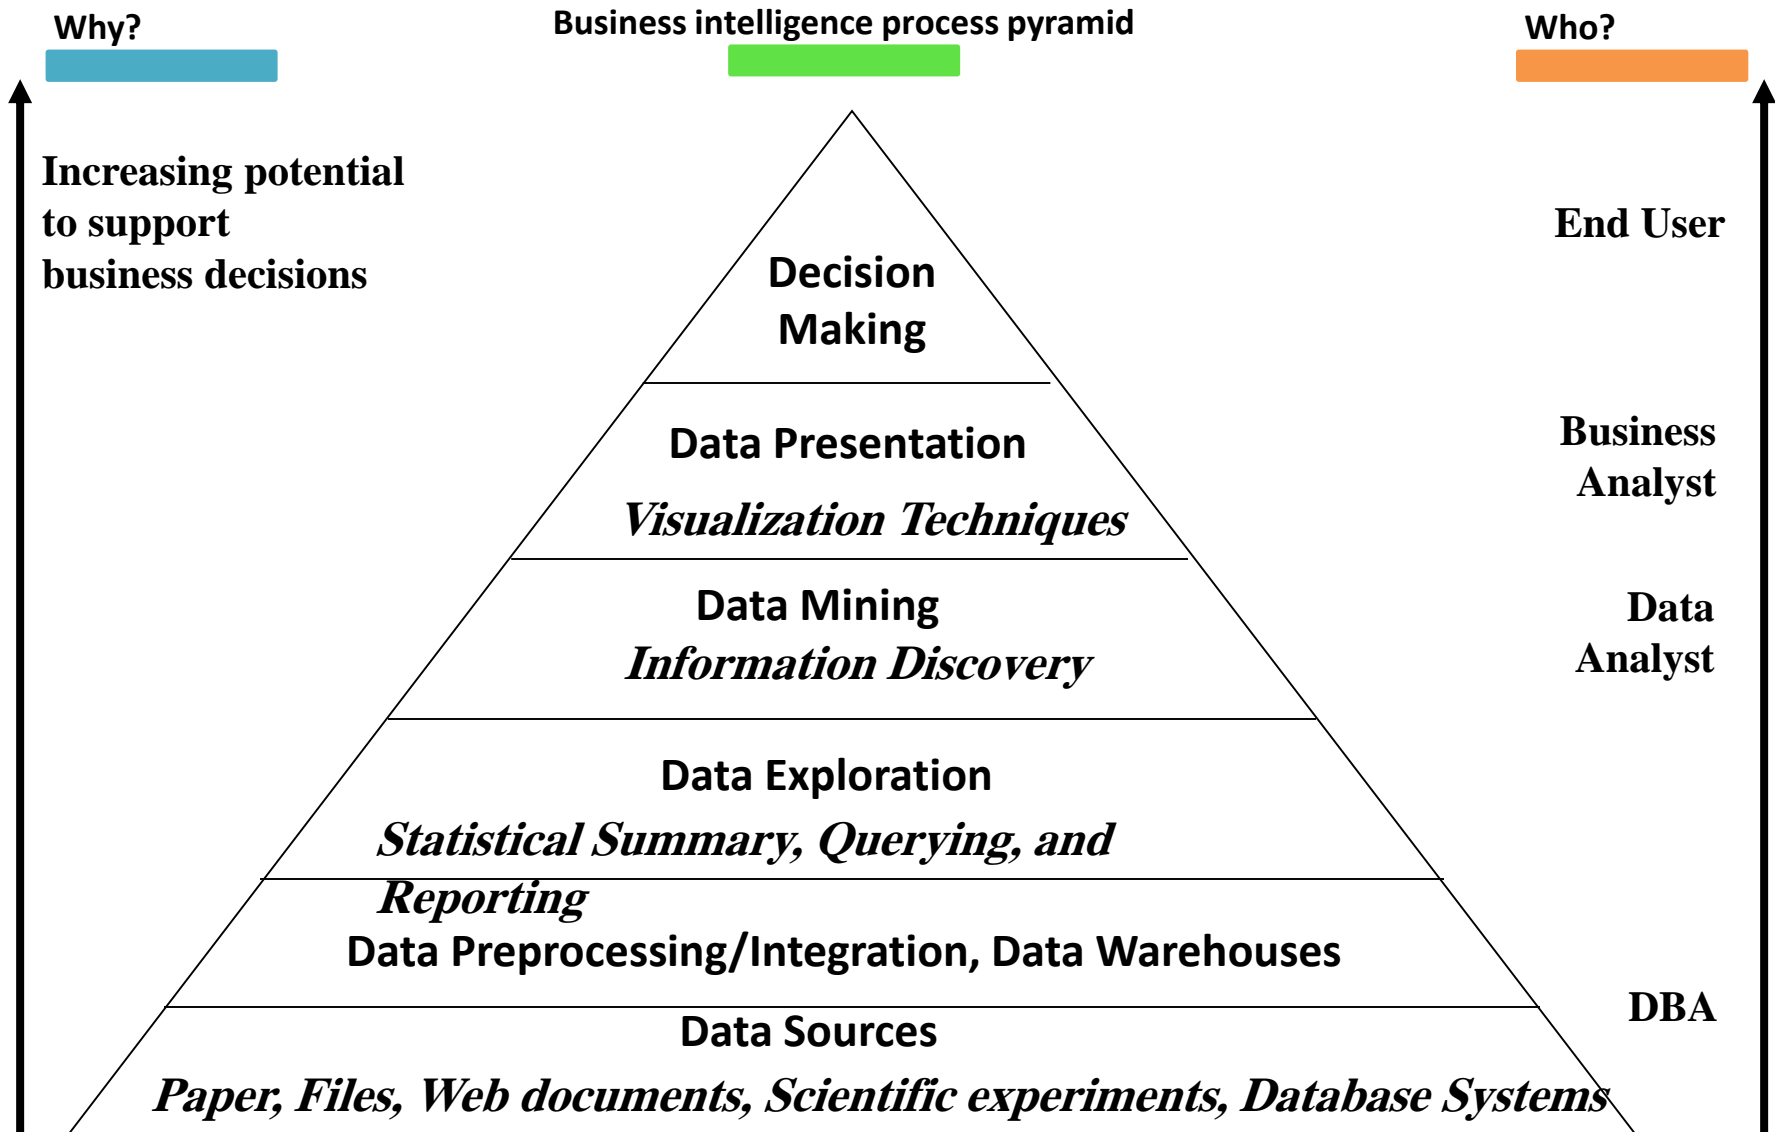 Why?
Business intelligence process pyramid
Who?
Increasing potential
to support
business decisions
End User
Decision
Making
Data Presentation
Visualization Techniques
Business
Analyst
Data Mining
Information Discovery
Data
Analyst
Data Exploration
Statistical Summary, Querying, and
Reporting
Data Preprocessing/Integration, Data Warehouses
DBA
Data Sources
Paper, Files, Web documents, Scientific experiments, Database Systems